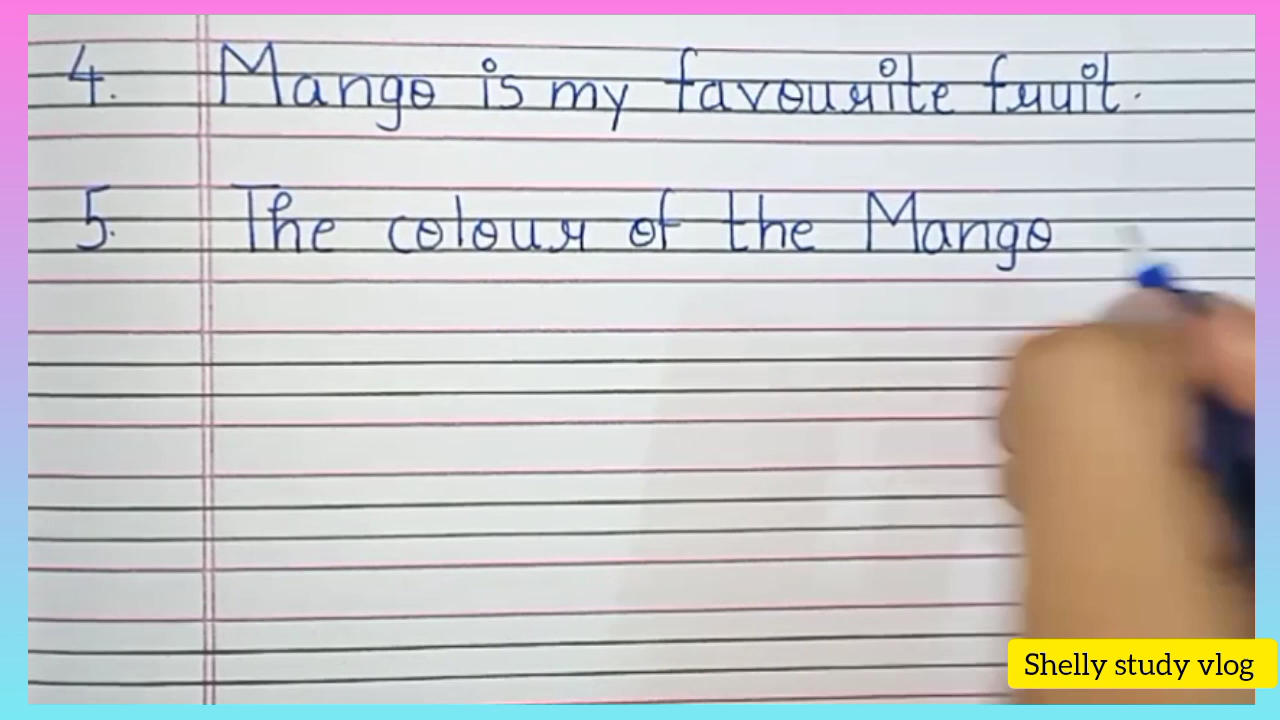 4. Mango is my favourite fruit.
5. The colour of the Mango
Shelly study vlog